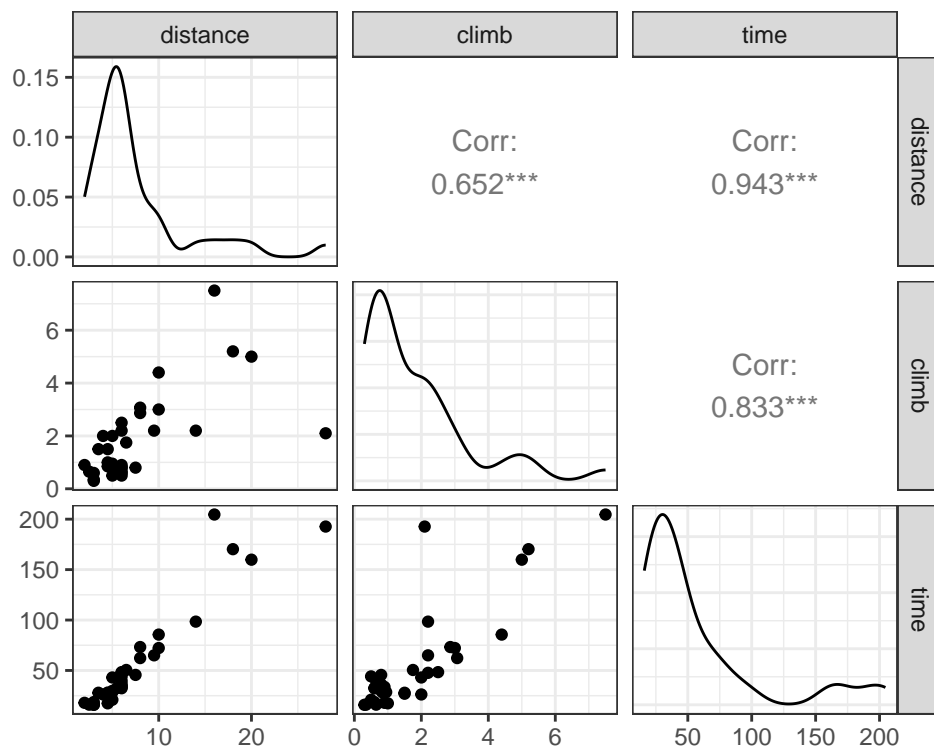 distance climb time
0.15
0.10
0.05
0.00
Corr:
0.652***
Corr:
0.943***
distance
6
4
2
0
Corr:
0.833***
climb
200
150
100
50
time
10 20
0 2 4 6
50 100 150 200